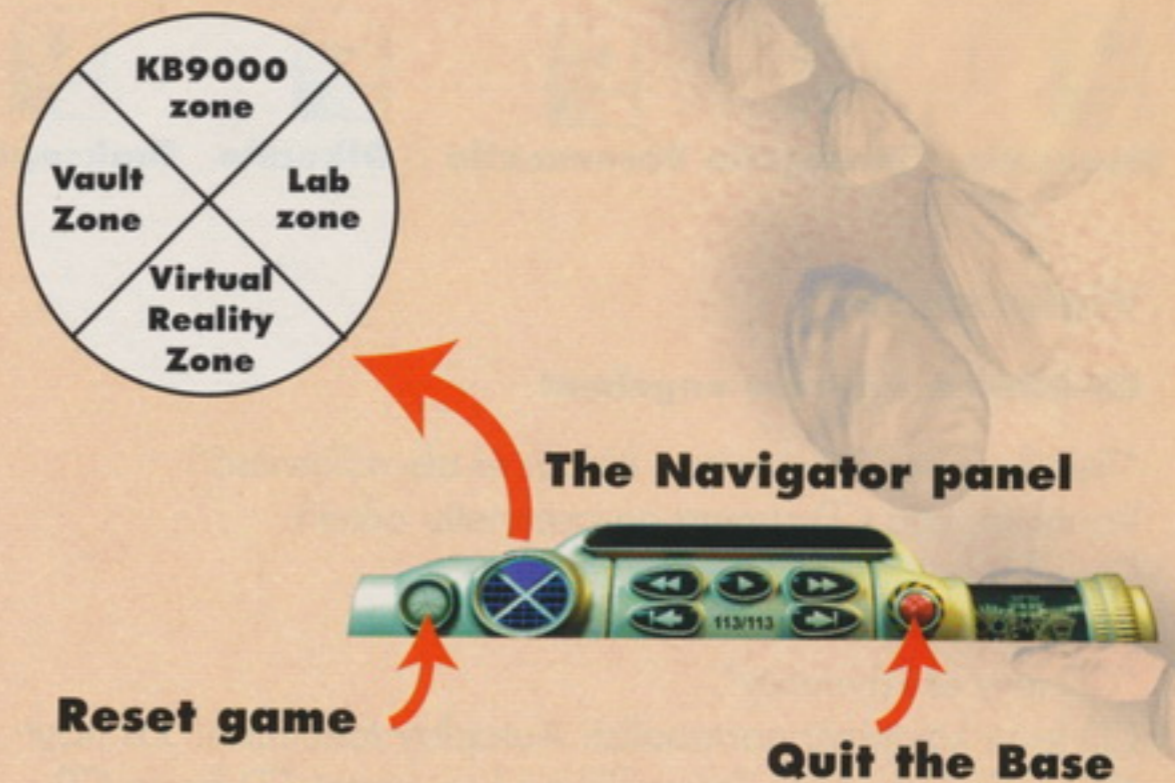 KB9000
zone
Vault
Zone
Lab
zone
Virtual
Reality
Zone
The Navigator panel
113/113
Reset game
Quit the Base